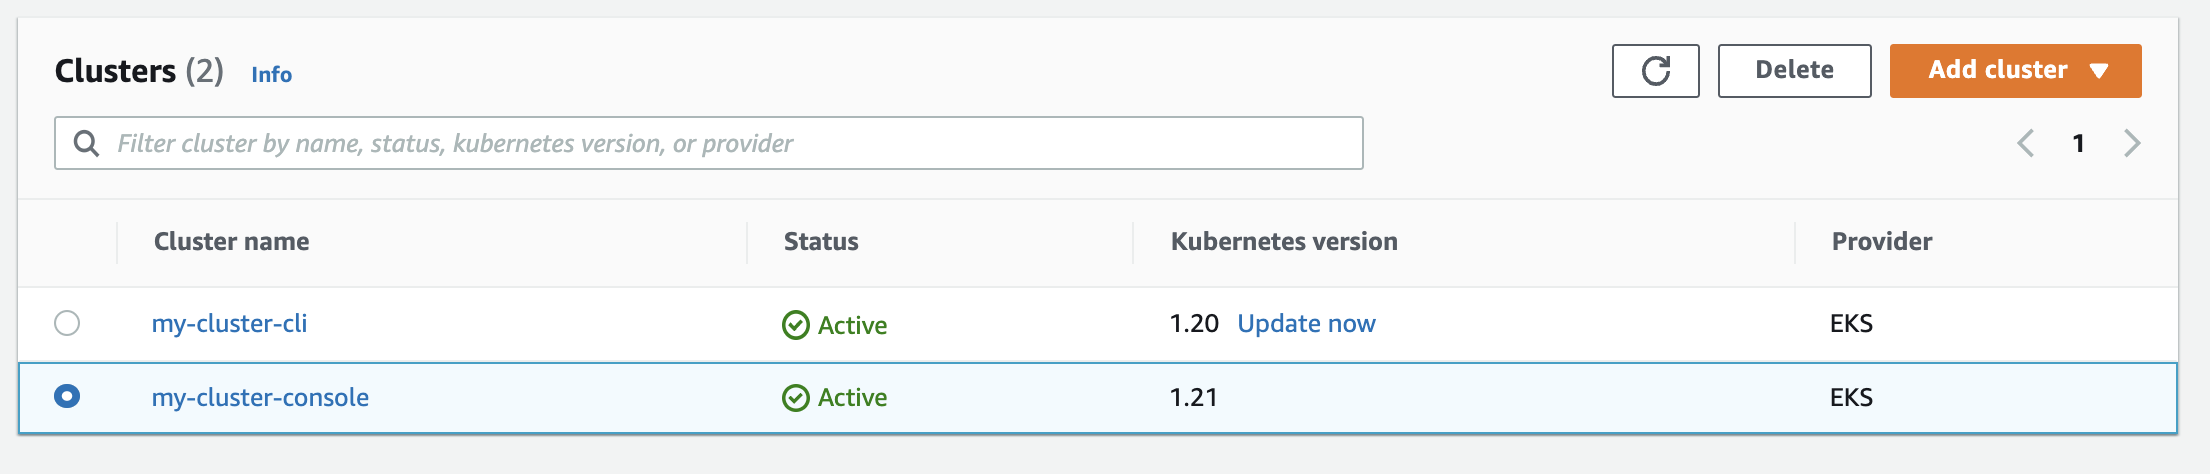 Clusters (2) Info
Delete
Add cluster
Filter cluster by name, status, kubernetes version, or provider
1
Cluster name Status Kubernetes version Provider
my-cluster-cli Active 1.20 Update now EKS
my-cluster-console Active 1.21 EKS